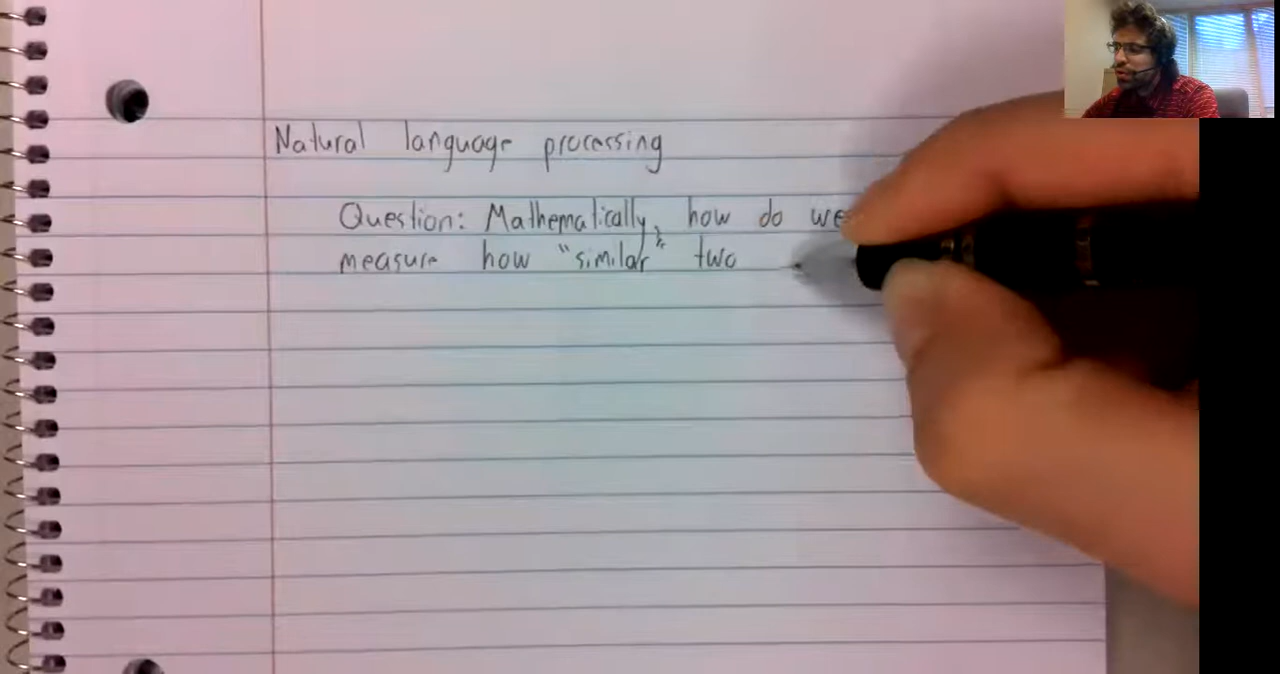 Natural language processing
Question: Mathematically, how do we
measure how "similar" two